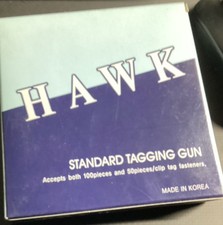 HAWK
STANDARD TAGGING GUN
Accepts both 100pieces and 50pieces/clip tag fasteners.
MADE IN KOREA